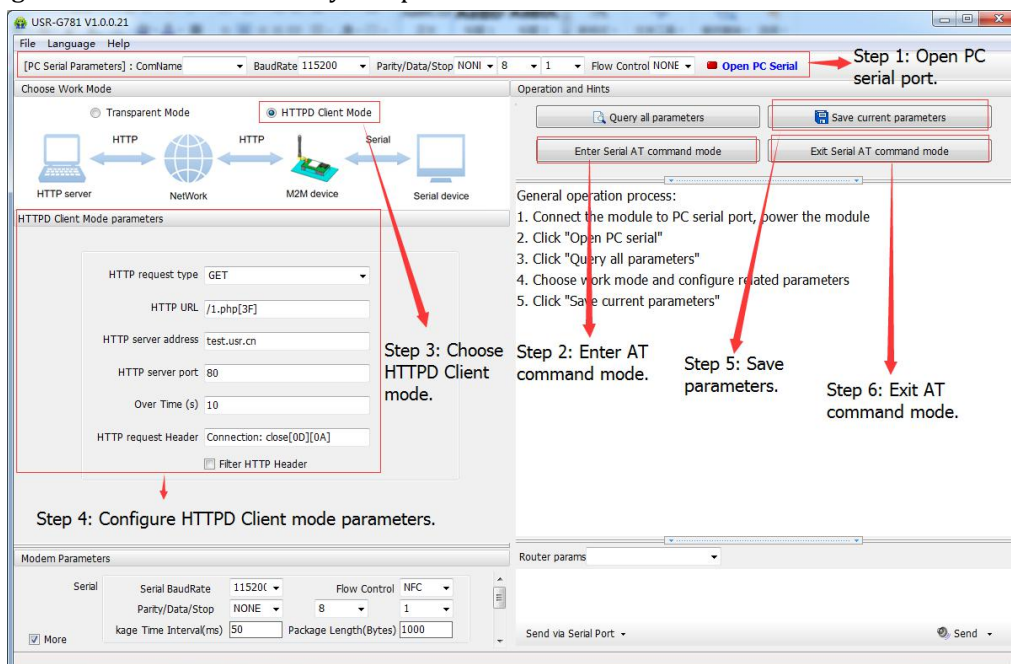 USR-G781 V1.0.0.21
File Language Help
[PC Serial Parameters] : ComName BaudRate 115200 Parity/Data/Stop NONI 8 1 Flow Control NONE Open PC Serial
Step 1: Open PC
serial port.
Choose Work Mode
Transparent Mode HTTPD Client Mode
HTTP HTTP Serial
HTTP server NetWork M2M device Serial device
Operation and Hints
Query all parameters Save current parameters
Enter Serial AT command mode Exit Serial AT command mode
General operation process:
1. Connect the module to PC serial port, power the module
2. Click "Open PC serial"
3. Click "Query all parameters"
4. Choose work mode and configure related parameters
5. Click "Save current parameters"
HTTPD Client Mode parameters
HTTP request type GET
HTTP URL /1.php[3F]
HTTP server address test.usr.cn
HTTP server port 80
Over Time (s) 10
HTTP request Header Connection: close[0D][0A]
Filter HTTP Header
Step 3: Choose
HTTPD Client
mode.
Step 2: Enter AT
command mode.
Step 5: Save
parameters.
Step 6: Exit AT
command mode.
Step 4: Configure HTTPD Client mode parameters.
Modem Parameters
Serial Serial BaudRate 11520( Flow Control NFC
Parity/Data/Stop NONE 8 1
kage Time Interval(ms) 50 Package Length(Bytes) 1000
More
Router params
Send via Serial Port Send